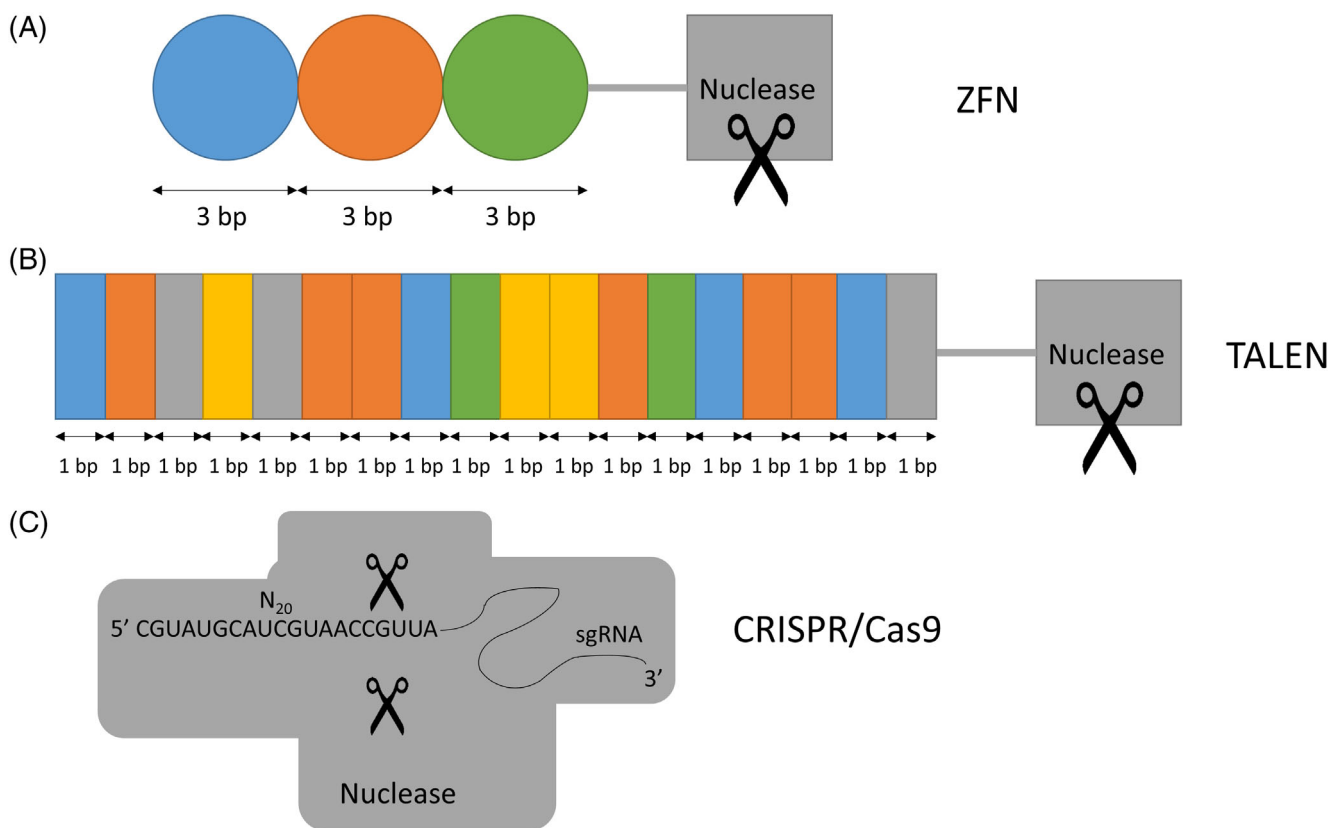 (A)
Nuclease
ZFN
3 bp 3 bp 3 bp
(B)
Nuclease
TALEN
1 bp 1 bp 1 bp 1 bp 1 bp 1 bp 1 bp 1 bp 1 bp 1 bp 1 bp 1 bp 1 bp 1 bp 1 bp 1 bp 1 bp 1 bp
(C)
N20
5’ CGUAUGCAUCGUAACCGUUA
sgRNA
3’
CRISPR/Cas9
Nuclease